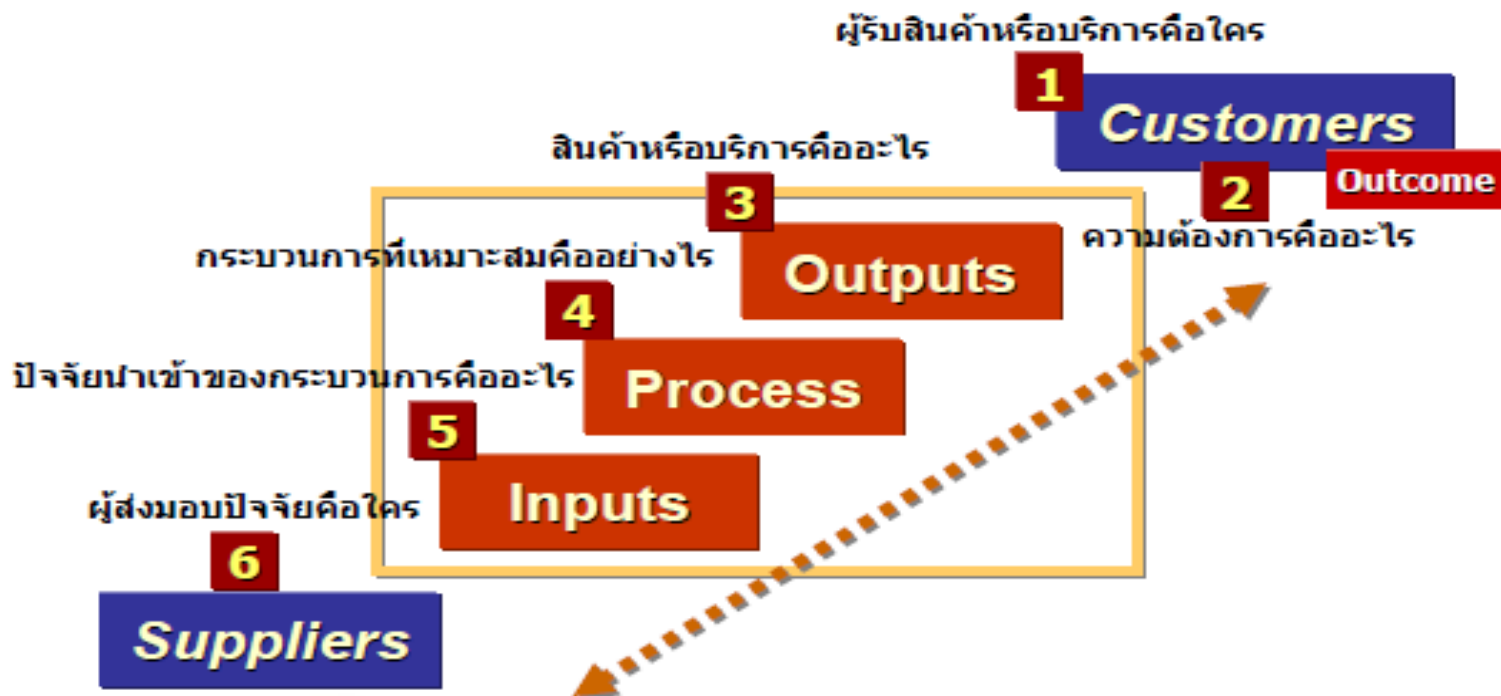 ผู้รับสินค้าหรือบริการคือใคร
1
Customers
สินค้าหรือบริการคืออะไร
2
Outcome
3
ความต้องการคืออะไร
กระบวนการที่เหมาะสมคืออย่างไร
Outputs
4
ปัจจัยนำเข้าของกระบวนการคืออะไร
Process
5
Inputs
ผู้ส่งมอบปัจจัยคือใคร
6
Suppliers